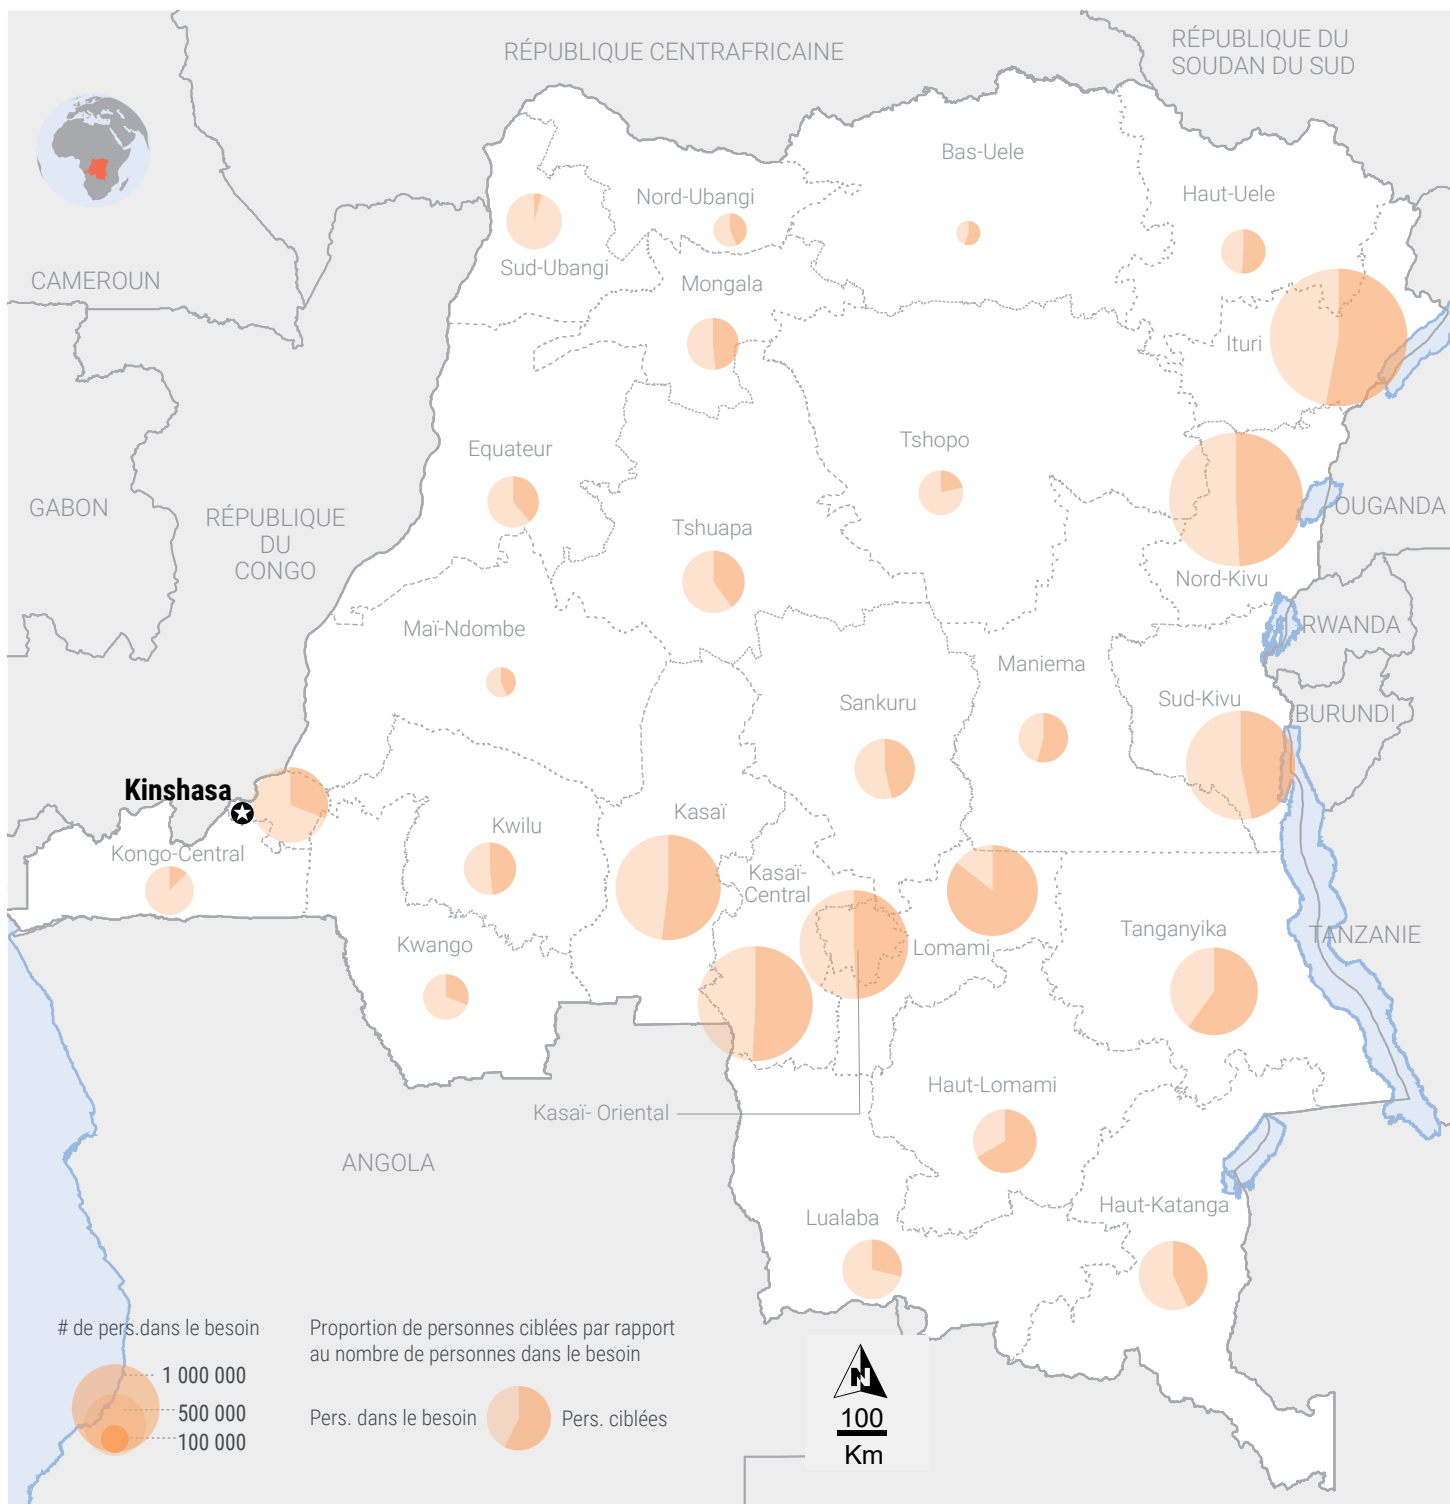 RÉPUBLIQUE CENTRAFRICAINE
RÉPUBLIQUE DU
SOUDAN DU SUD
Bas-Uele
Haut-Uele
Nord-Ubangi
Sud-Ubangi
CAMEROUN
Mongala
Ituri
Equateur
Tshopo
GABON
RÉPUBLIQUE
DU
CONGO
OUGANDA
Tshuapa
Nord-Kivu
RWANDA
Maï-Ndombe
Maniema
Sankuru
Sud-Kivu
BURUNDI
Kinshasa
Kasaï
Kwilu
Kongo-Central
Kasaï-
Central
Kwango
Lomami
Tanganyika
TANZANIE
Haut-Lomami
Kasaï- Oriental
ANGOLA
Haut-Katanga
Lualaba
# de pers.dans le besoin
1 000 000
500 000
100 000
Proportion de personnes ciblées par rapport
au nombre de personnes dans le besoin
Pers. dans le besoin
Pers. ciblées
N
100
Km